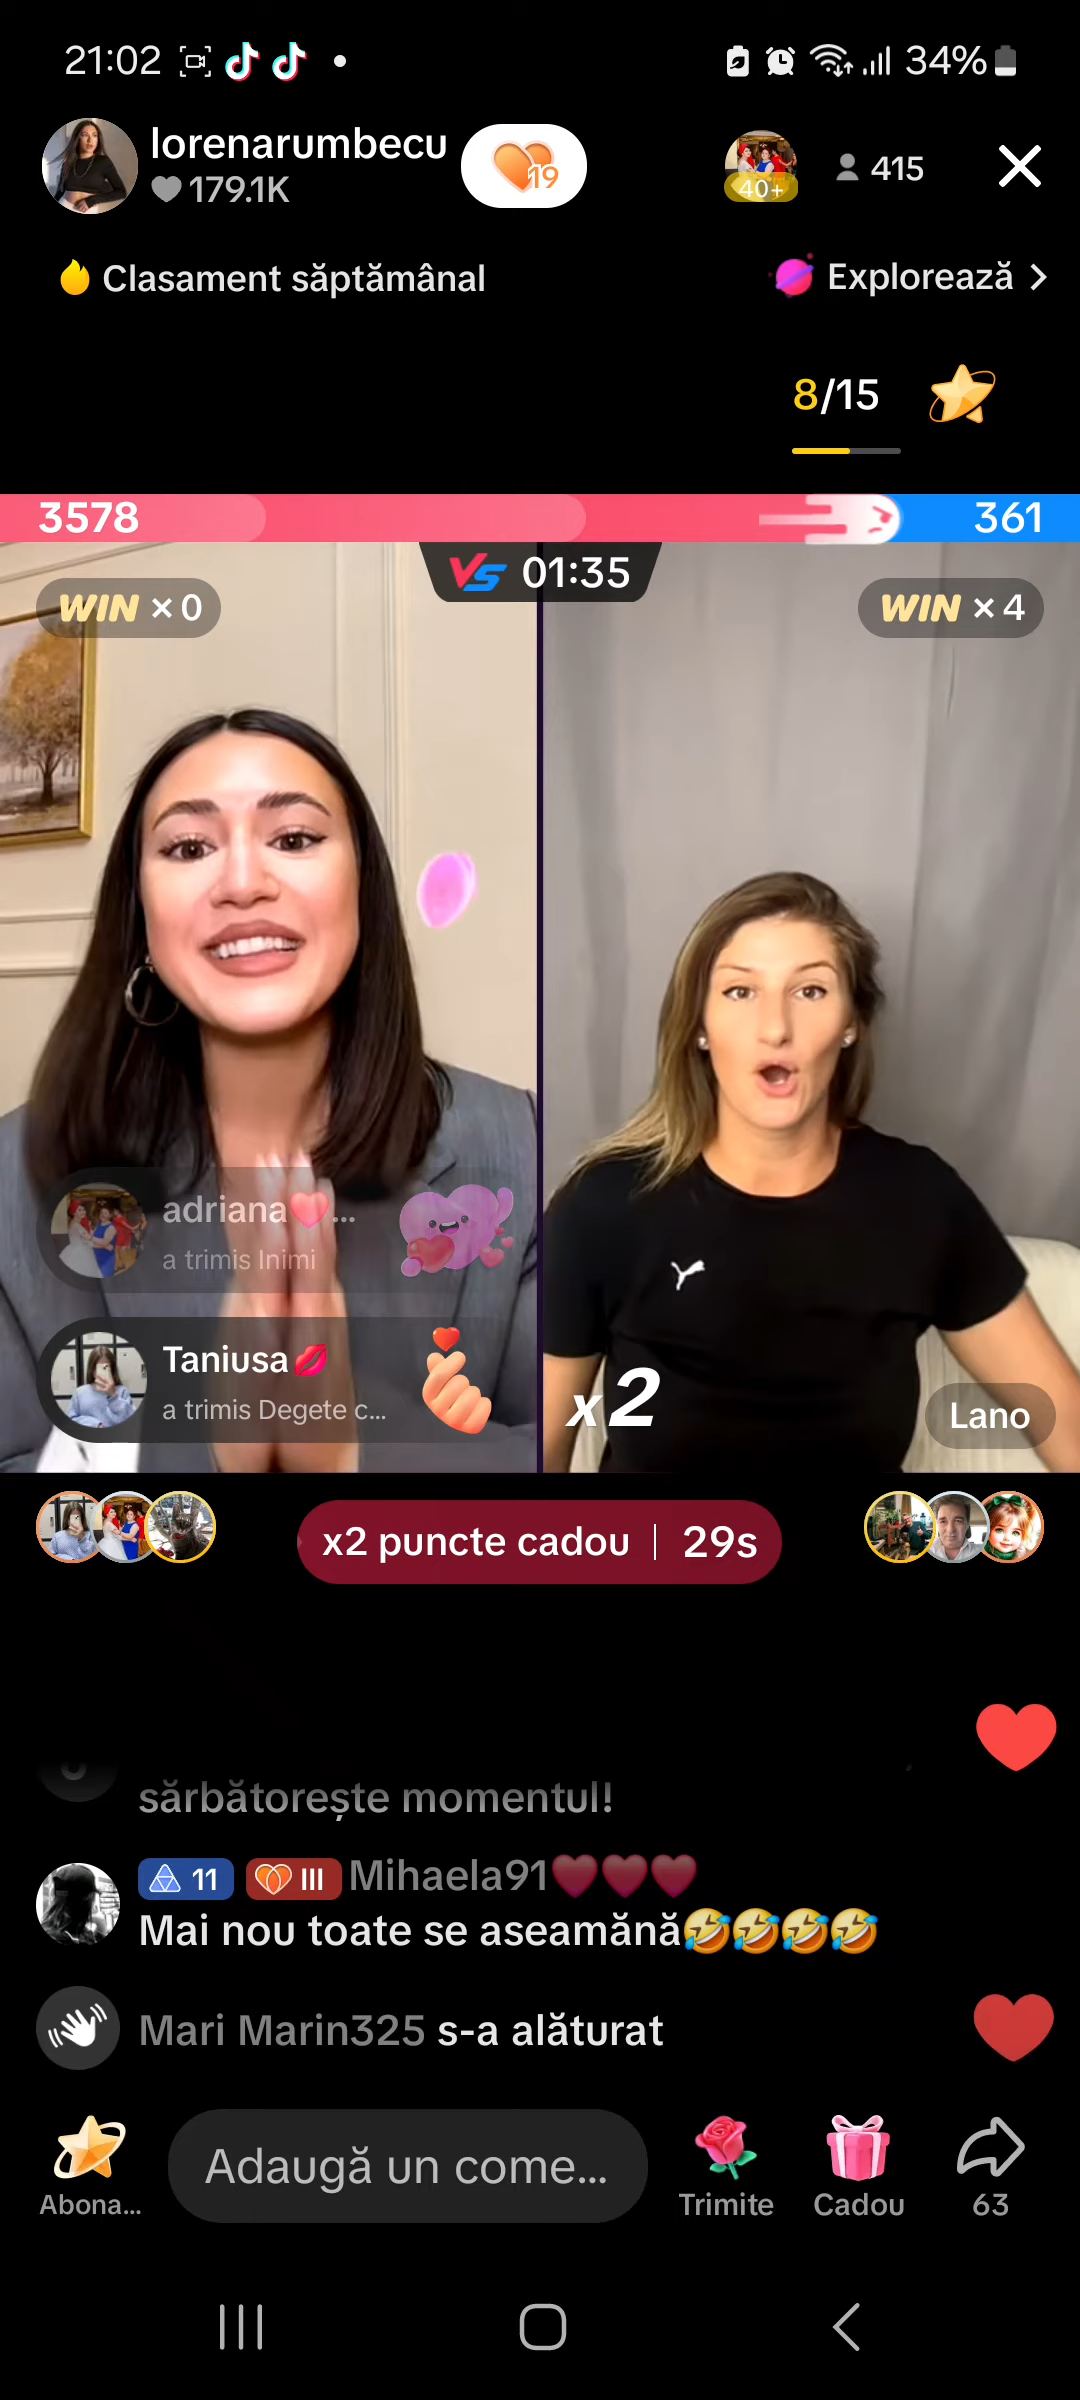 21:02
34%
lorenarumbecu
179.1K
19
40+
415
Clasament săptămânal
Explorează
8/15
3578
361
VS 01:35
WIN × 0
WIN × 4
adriana❤️...
a trimis Inimi
Taniusa💋
a trimis Degete c...
x2
Lano
x2 puncte cadou | 29s
sărbătorește momentul!
11 III Mihaela91❤️❤️❤️
Mai nou toate se aseamănă🤣🤣🤣🤣
Mari Marin325 s-a alăturat
Abona...
Adaugă un come...
Trimite
Cadou
63